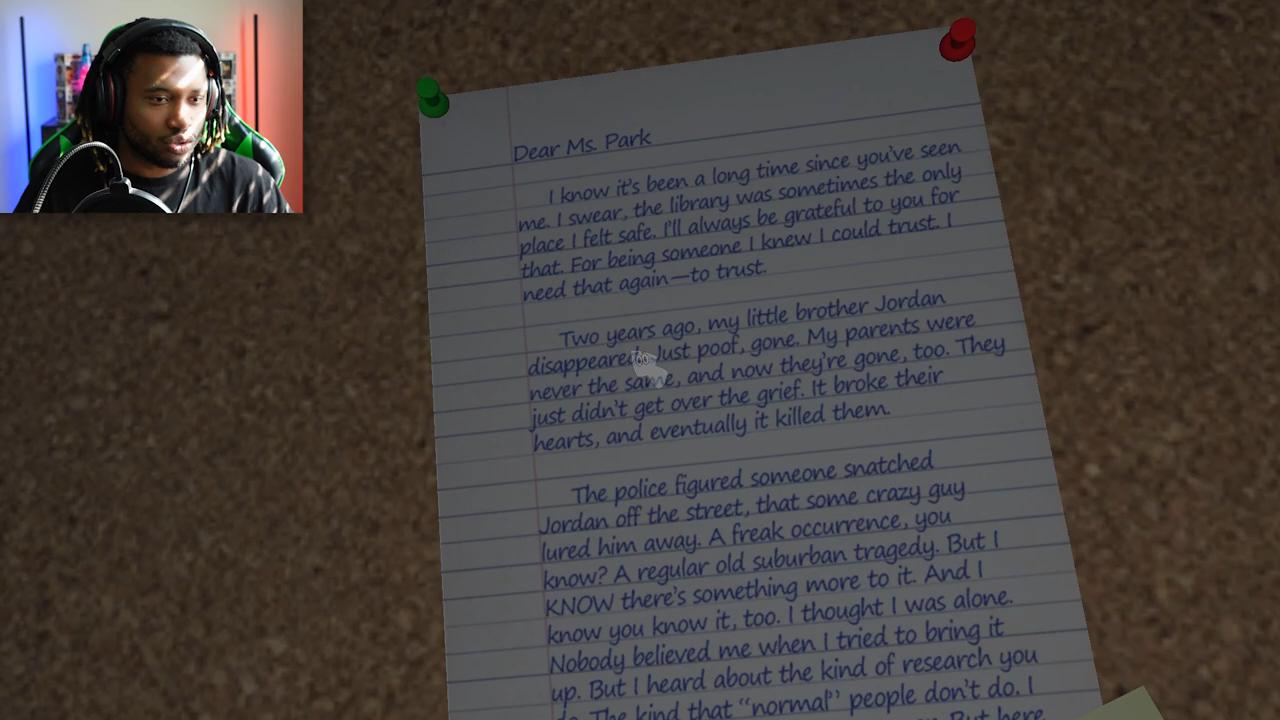 Dear Ms. Park
I know it's been a long time since you've seen
me. I swear, the library was sometimes the only
place I felt safe. I'll always be grateful to you for
that. For being someone I knew I could trust. I
need that again—to trust.
Two years ago, my little brother Jordan
disappeared. Just poof, gone. My parents were
never the same, and now they're gone, too. They
just didn't get over the grief. It broke their
hearts, and eventually it killed them.
The police figured someone snatched
Jordan off the street, that some crazy guy
lured him away. A freak occurrence, you
know? A regular old suburban tragedy. But I
KNOW there's something more to it. And I
know you know it, too. I thought I was alone.
Nobody believed me when I tried to bring it
up. But I heard about the kind of research you
do. The kind that "normal" people don't do. I
But here